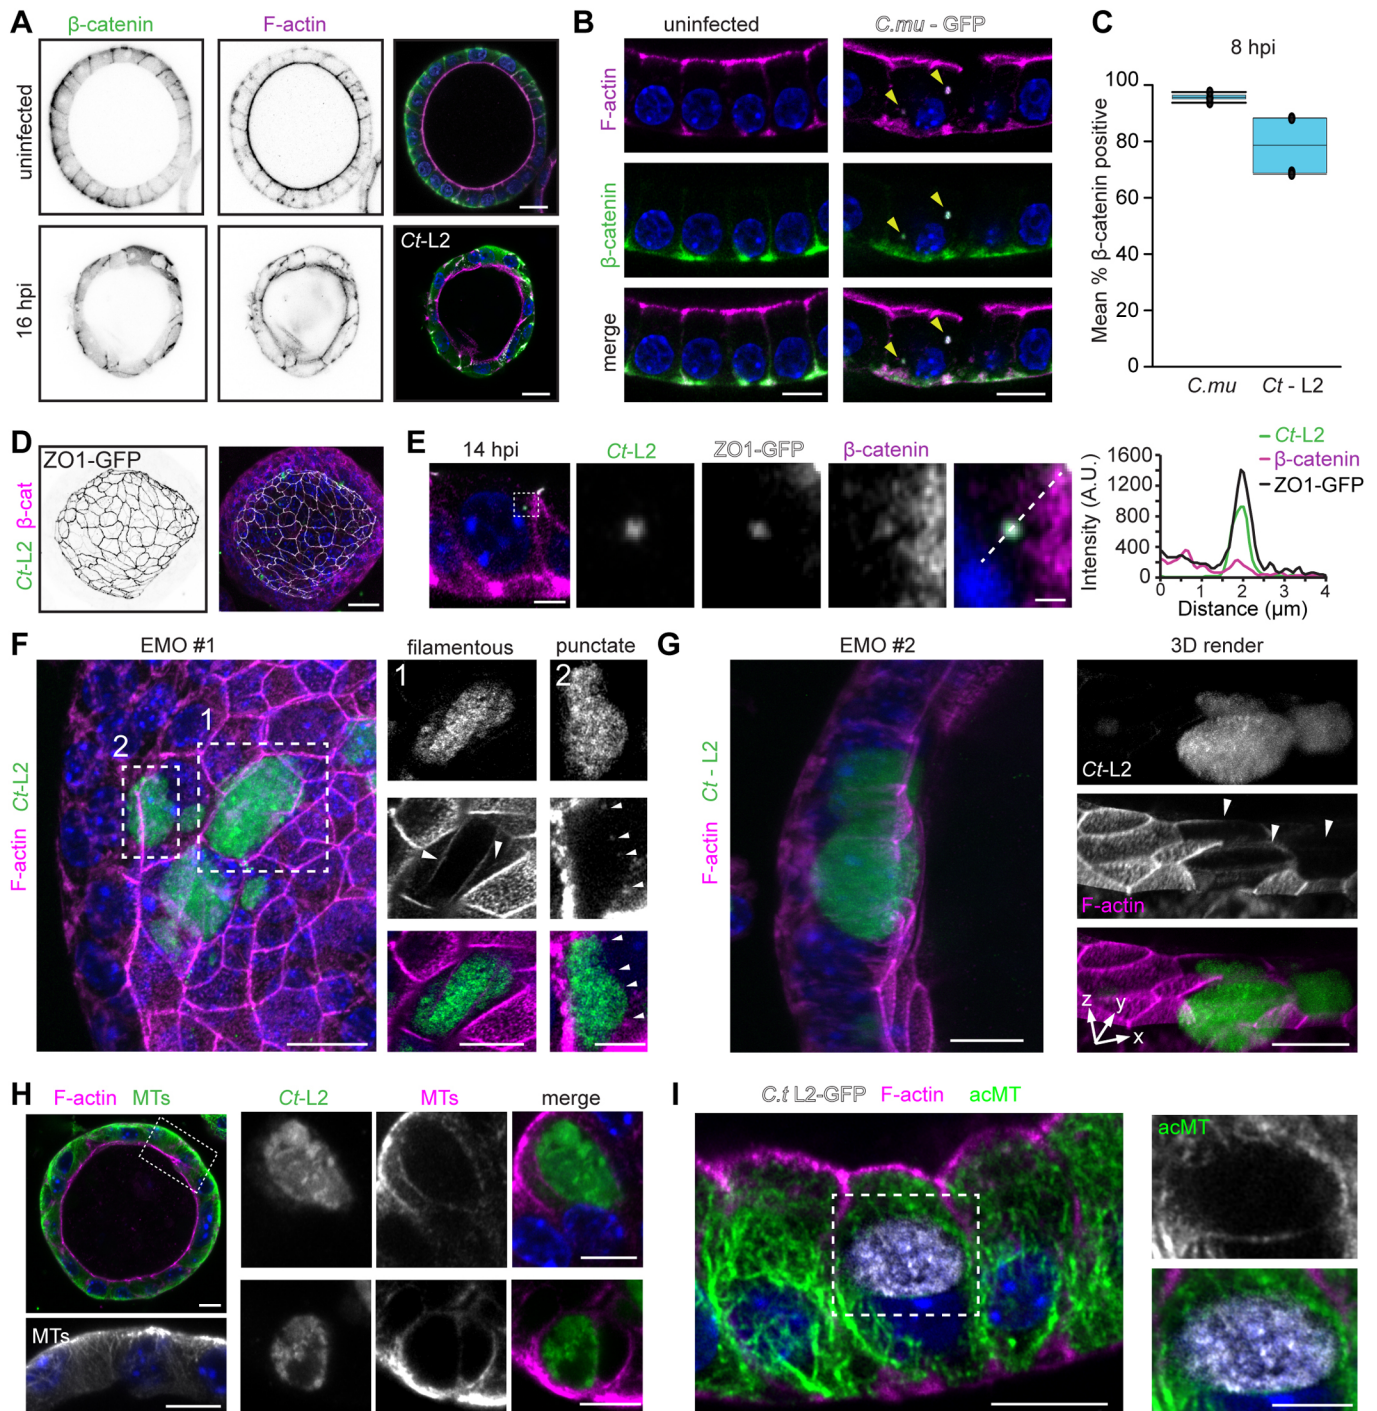 A
β-catenin
F-actin
uninfected
16 hpi
Ct-L2
B
uninfected
C.mu - GFP
F-actin
β-catenin
merge
C
8 hpi
Mean % β-catenin positive
100
80
60
40
20
0
C.mu
Ct - L2
D
ZO1-GFP
Ct-L2 β-cat
E
14 hpi
Ct-L2
ZO1-GFP
β-catenin
Ct-L2
β-catenin
ZO1-GFP
Intensity (A.U.)
1600
1200
800
400
0
0 1 2 3 4
Distance (µm)
F
EMO #1
filamentous
punctate
F-actin Ct-L2
1
2
1
2
G
EMO #2
3D render
F-actin Ct - L2
Ct-L2
F-actin
z
y
x
H
F-actin MTs
Ct-L2
MTs
merge
MTs
I
C.t L2-GFP F-actin acMT
acMT